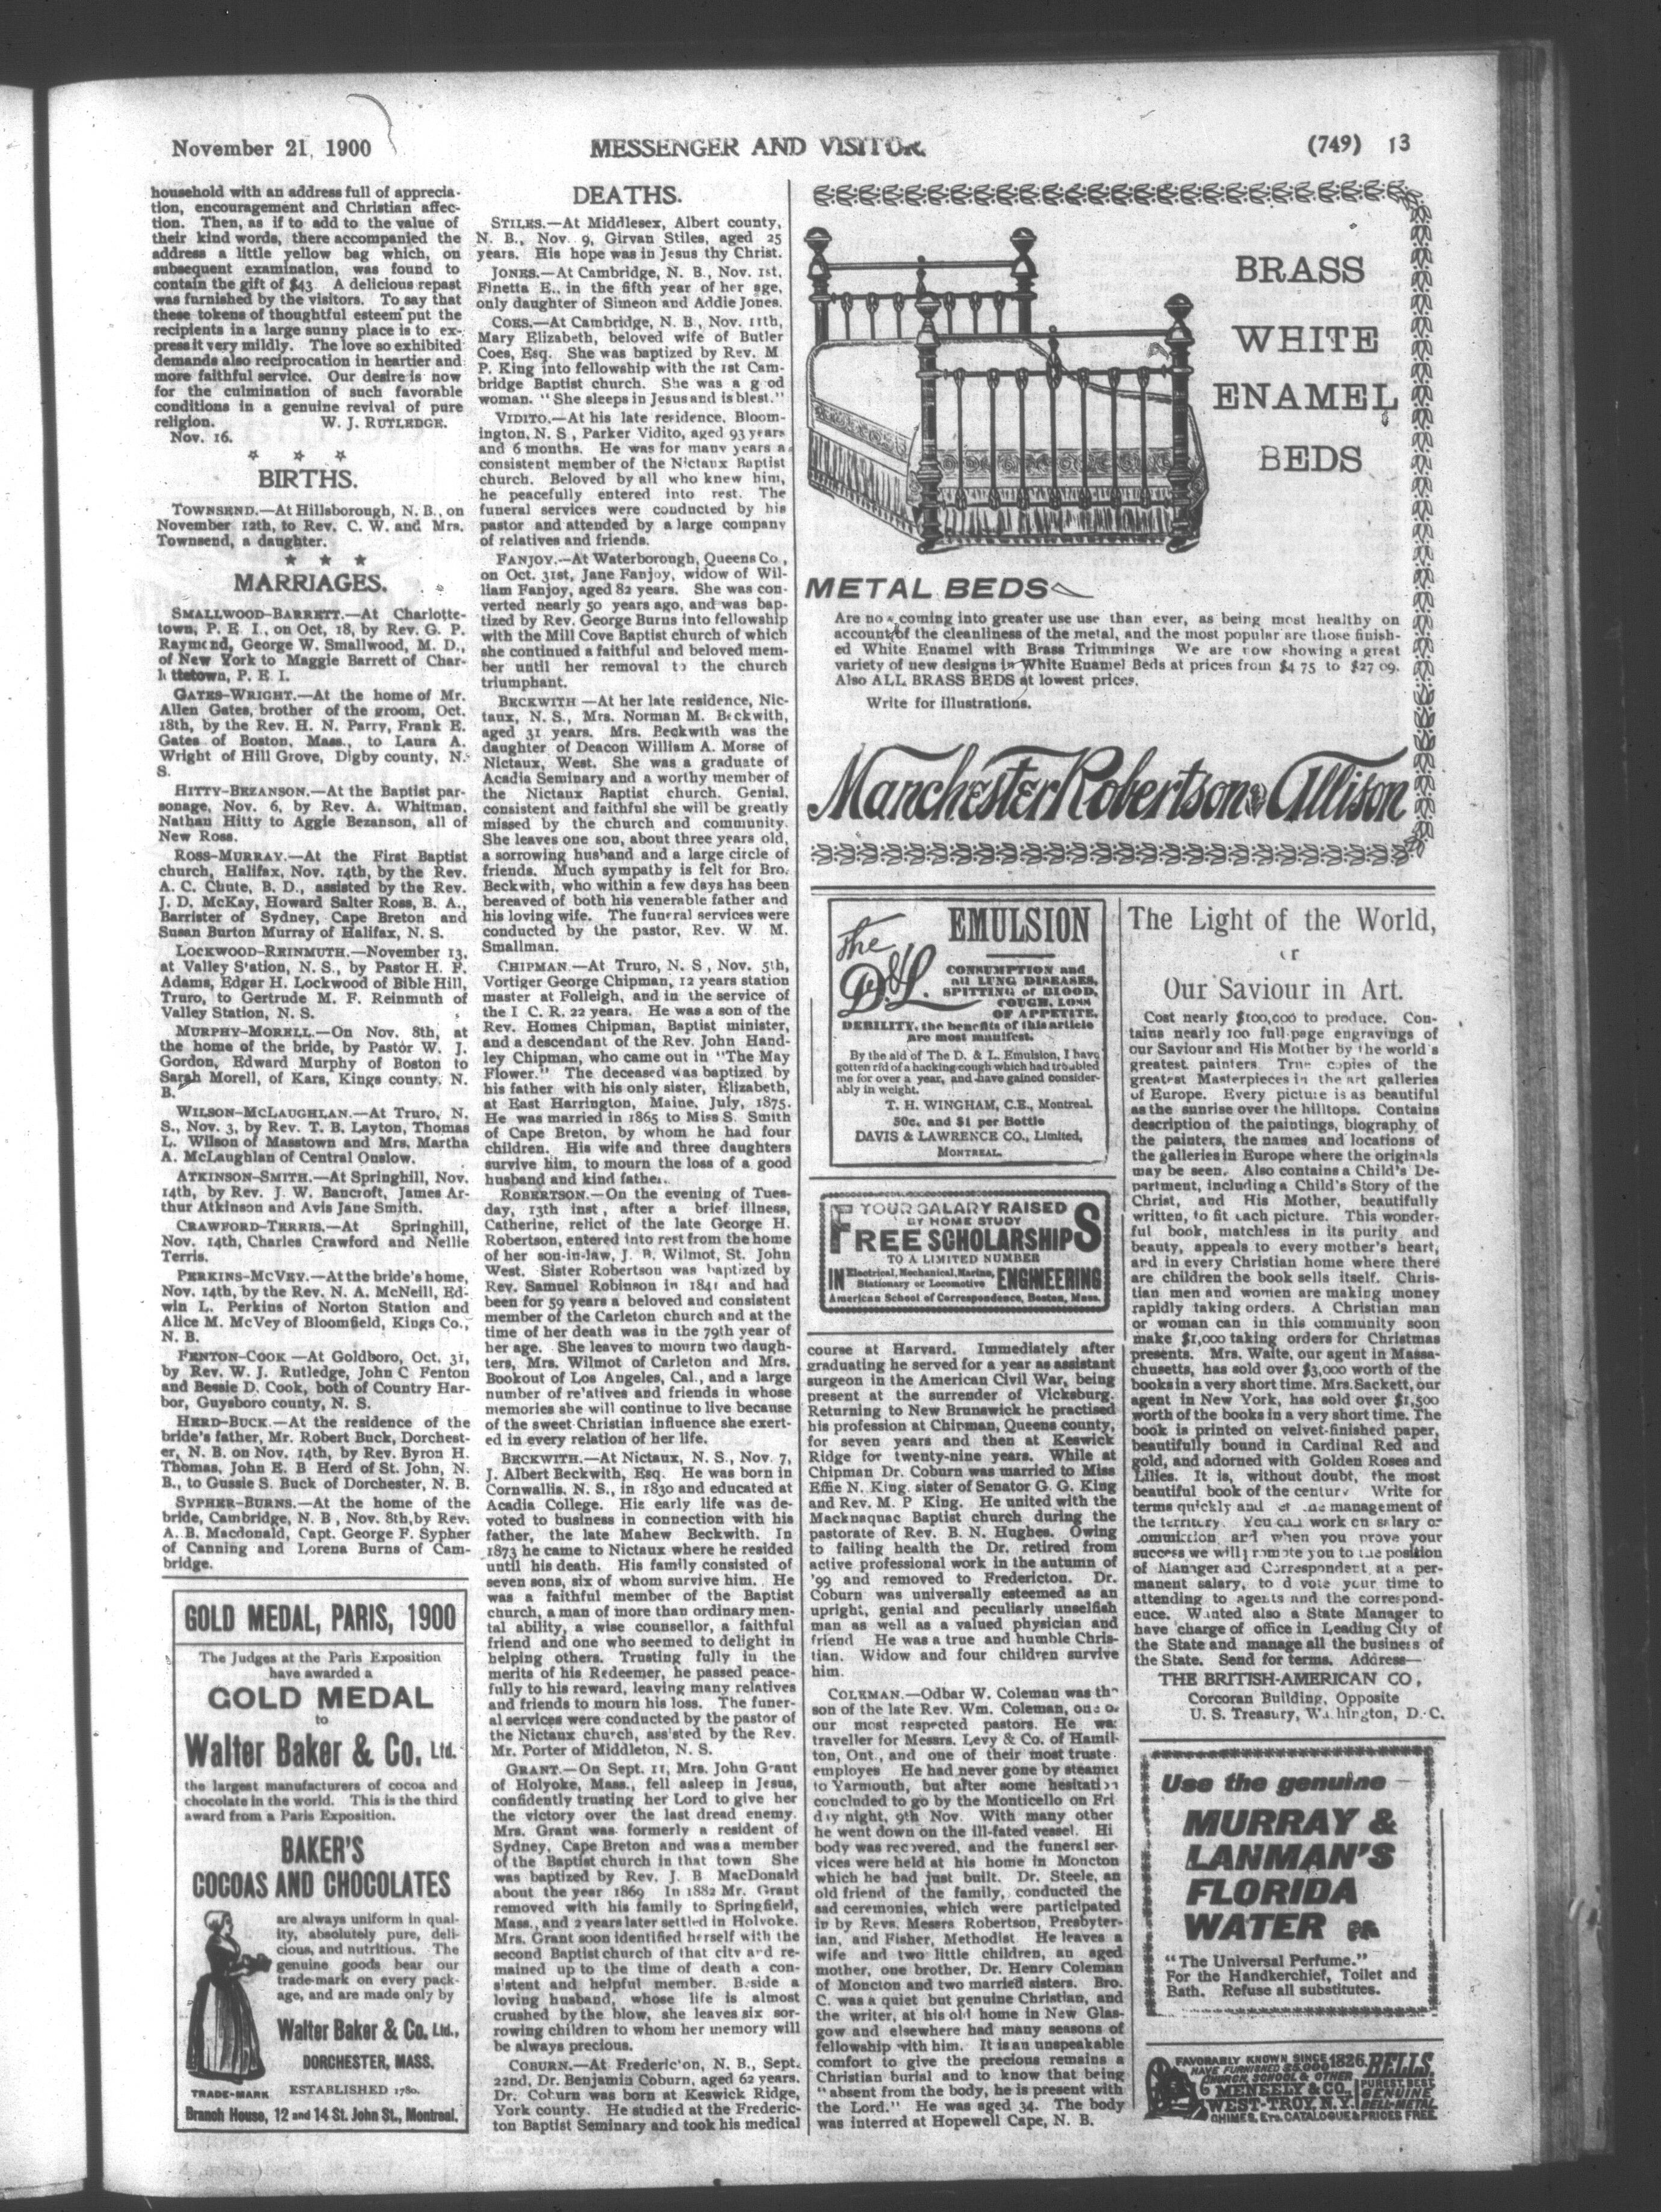 November 21, 1900
MESSENGER AND VISITOR.
(749) 13
household with an address full of apprecia-
tion, encouragement and Christian affec-
tion. Then, as if to add to the value of
their kind words, there accompanied the
address a little yellow bag which, on
subsequent examination, was found to
contain the gift of $43. A delicious repast
was furnished by the visitors. To say that
these tokens of thoughtful esteem put the
recipients in a large sunny place is to ex-
press it very mildly. The love so exhibited
demands also reciprocation in heartier and
more faithful service. Our desire is now
for the culmination of such favorable
conditions in a genuine revival of pure
religion. W. J. RUTLEDGE.
Nov. 16.
* * *
BIRTHS.
TOWNSEND.—At Hillsborough, N. B., on
November 12th, to Rev. C. W. and Mrs.
Townsend, a daughter.
* * *
MARRIAGES.
SMALLWOOD-BARRETT.—At Charlotte-
town, P. E. I., on Oct, 18, by Rev. G. P.
Raymond, George W. Smallwood, M. D.,
of New York to Maggie Barrett of Char-
lottetown, P. E. I.
GATES-WRIGHT.—At the home of Mr.
Allen Gates, brother of the groom, Oct.
18th, by the Rev. H. N. Parry, Frank E.
Gates of Boston, Mass., to Laura A.
Wright of Hill Grove, Digby county, N.
S.
HITTY-BEZANSON.—At the Baptist par-
sonage, Nov. 6, by Rev. A. Whitman,
Nathan Hitty to Aggie Bezanson, all of
New Ross.
ROSS-MURRAY.—At the First Baptist
church, Halifax, Nov. 14th, by the Rev.
A. C. Chute, B. D., assisted by the Rev.
J. D. McKay, Howard Salter Ross, B. A.,
Barrister of Sydney, Cape Breton and
Susan Burton Murray of Halifax, N. S.
LOCKWOOD-REINMUTH.—November 13,
at Valley Station, N. S., by Pastor H. F.
Adams, Edgar H. Lockwood of Bible Hill,
Truro, to Gertrude M. F. Reinmuth of
Valley Station, N. S.
MURPHY-MORELL.—On Nov. 8th, at
the home of the bride, by Pastor W. J.
Gordon, Edward Murphy of Boston to
Sarah Morell, of Kars, Kings county, N.
B.
WILSON-McLAUGHLAN.—At Truro, N.
S., Nov. 3, by Rev. T. B. Layton, Thomas
L. Wilson of Masstown and Mrs. Martha
A. McLaughlan of Central Onslow.
ATKINSON-SMITH.—At Springhill, Nov.
14th, by Rev. J. W. Bancroft, James Ar-
thur Atkinson and Avis Jane Smith.
CRAWFORD-TERRIS.—At Springhill,
Nov. 14th, Charles Crawford and Nellie
Terris.
PERKINS-McVEY.—At the bride's home,
Nov. 14th, by the Rev. N. A. McNeill, Ed-
win L. Perkins of Norton Station and
Alice M. McVey of Bloomfield, Kings Co.,
N. B.
FENTON-COOK—At Goldboro, Oct. 31,
by Rev. W. J. Rutledge, John C Fenton
and Bessie D. Cook, both of Country Har-
bor, Guysboro county, N. S.
HERD-BUCK.—At the residence of the
bride's father, Mr. Robert Buck, Dorchest-
er, N. B. on Nov. 14th, by Rev. Byron H.
Thomas, John E. B Herd of St. John, N.
B., to Gussie S. Buck of Dorchester, N. B.
SYPHER-BURNS.—At the home of the
bride, Cambridge, N. B, Nov. 8th, by Rev.
A. B. Macdonald, Capt. George F. Sypher
of Canning and Lorena Burns of Cam-
bridge.
GOLD MEDAL, PARIS, 1900
The Judges at the Paris Exposition
have awarded a
GOLD MEDAL
to
Walter Baker & Co. Ltd.
the largest manufacturers of cocoa and
chocolate in the world. This is the third
award from a Paris Exposition.
BAKER'S
COCOAS AND CHOCOLATES
are always uniform in qual-
ity, absolutely pure, deli-
cious, and nutritious. The
genuine goods bear our
trade-mark on every pack-
age, and are made only by
Walter Baker & Co. Ltd.,
DORCHESTER, MASS.
TRADE-MARK ESTABLISHED 1780.
Branch House, 12 and 14 St. John St., Montreal.
DEATHS.
STILES.—At Middlesex, Albert county,
N. B., Nov. 9, Girvan Stiles, aged 25
years. His hope was in Jesus thy Christ.
JONES.—At Cambridge, N. B., Nov. 1st,
Finetta E., in the fifth year of her age,
only daughter of Simeon and Addie Jones.
COES.—At Cambridge, N. B., Nov. 11th,
Mary Elizabeth, beloved wife of Butler
Coes, Esq. She was baptized by Rev. M.
P. King into fellowship with the 1st Cam-
bridge Baptist church. She was a g od
woman. "She sleeps in Jesus and is blest."
VIDITO.—At his late residence, Bloom-
ington, N. S, Parker Vidito, aged 93 years
and 6 months. He was for many years a
consistent member of the Nictaux Baptist
church. Beloved by all who knew him,
he peacefully entered into rest. The
funeral services were conducted by his
pastor and attended by a large company
of relatives and friends.
FANJOY.—At Waterborough, Queens Co,
on Oct. 31st, Jane Fanjoy, widow of Wil-
liam Fanjoy, aged 82 years. She was con-
verted nearly 50 years ago, and was bap-
tized by Rev. George Burns into fellowship
with the Mill Cove Baptist church of which
she continued a faithful and beloved mem-
ber until her removal to the church
triumphant.
BECKWITH—At her late residence, Nic-
taux, N. S., Mrs. Norman M. Beckwith,
aged 31 years. Mrs. Beckwith was the
daughter of Deacon William A. Morse of
Nictaux, West. She was a graduate of
Acadia Seminary and a worthy member of
the Nictaux Baptist church. Genial,
consistent and faithful she will be greatly
missed by the church and community.
She leaves one son, about three years old,
a sorrowing husband and a large circle of
friends. Much sympathy is felt for Bro.
Beckwith, who within a few days has been
bereaved of both his venerable father and
his loving wife. The funeral services were
conducted by the pastor, Rev. W. M.
Smallman.
CHIPMAN.—At Truro, N. S, Nov. 5th,
Vortiger George Chipman, 12 years station
master at Folleigh, and in the service of
the I C. R. 22 years. He was a son of the
Rev. Homes Chipman, Baptist minister,
and a descendant of the Rev. John Hand-
ley Chipman, who came out in "The May
Flower." The deceased was baptized by
his father with his only sister, Elizabeth,
at East Harrington, Maine, July, 1875.
He was married in 1865 to Miss S. Smith
of Cape Breton, by whom he had four
children. His wife and three daughters
survive him, to mourn the loss of a good
husband and kind father.
ROBERTSON.—On the evening of Tues-
day, 13th inst, after a brief illness,
Catherine, relict of the late George H.
Robertson, entered into rest from the home
of her son-in-law, J. B. Wilmot, St. John
West. Sister Robertson was baptized by
Rev. Samuel Robinson in 1841 and had
been for 59 years a beloved and consistent
member of the Carleton church and at the
time of her death was in the 79th year of
her age. She leaves to mourn two daugh-
ters, Mrs. Wilmot of Carleton and Mrs.
Bookout of Los Angeles, Cal., and a large
number of relatives and friends in whose
memories she will continue to live because
of the sweet Christian influence she exert-
ed in every relation of her life.
BECKWITH.—At Nictaux, N. S., Nov. 7,
J. Albert Beckwith, Esq. He was born in
Cornwallis, N. S., in 1830 and educated at
Acadia College. His early life was de-
voted to business in connection with his
father, the late Mahew Beckwith. In
1873 he came to Nictaux where he resided
until his death. His family consisted of
seven sons, six of whom survive him. He
was a faithful member of the Baptist
church, a man of more than ordinary men-
tal ability, a wise counsellor, a faithful
friend and one who seemed to delight in
helping others. Trusting fully in the
merits of his Redeemer, he passed peace-
fully to his reward, leaving many relatives
and friends to mourn his loss. The funer-
al services were conducted by the pastor of
the Nictaux church, ass'sted by the Rev.
Mr. Porter of Middleton, N. S.
GRANT.—On Sept. 11, Mrs. John Grant
of Holyoke, Mass., fell asleep in Jesus,
confidently trusting her Lord to give her
the victory over the last dread enemy.
Mrs. Grant was formerly a resident of
Sydney, Cape Breton and was a member
of the Baptist church in that town She
was baptized by Rev. J. B MacDonald
about the year 1869 In 1882 Mr. Grant
removed with his family to Springfield,
Mass., and 2 years later settled in Holyoke.
Mrs. Grant soon identified herself with the
second Baptist church of that city and re-
mained up to the time of death a con-
s'stent and helpful member. Beside a
loving husband, whose life is almost
crushed by the blow, she leaves six sor-
rowing children to whom her memory will
be always precious.
COBURN.—At Frederic'on, N. B., Sept.
22nd, Dr. Benjamin Coburn, aged 62 years.
Dr. Coburn was born at Keswick Ridge,
York county. He studied at the Frederic-
ton Baptist Seminary and took his medical
BRASS
WHITE
ENAMEL
BEDS
METAL BEDS
Are now coming into greater use use than ever, as being most healthy on
account of the cleanliness of the metal, and the most popular are those finish-
ed White Enamel with Brass Trimmings We are now showing a great
variety of new designs in White Enamel Beds at prices from $4 75 to $27 09.
Also ALL BRASS BEDS at lowest prices.
Write for illustrations.
Manchester Robertson & Allison
The
D. & L.
EMULSION
CONSUMPTION and
all LUNG DISEASES,
SPITTING of BLOOD,
COUGH, LOSS
OF APPETITE,
DEBILITY, the benefits of this article
are most manifest.
By the aid of The D. & L. Emulsion, I have
gotten rid of a hacking cough which had troubled
me for over a year, and have gained consider-
ably in weight.
T. H. WINGHAM, C.E., Montreal.
50c. and $1 per Bottle
DAVIS & LAWRENCE CO., Limited,
MONTREAL.
YOUR SALARY RAISED
BY HOME STUDY
FREE SCHOLARSHIPS
TO A LIMITED NUMBER
IN Electrical, Mechanical, Marine, Stationary or Locomotive ENGINEERING
American School of Correspondence, Boston, Mass.
course at Harvard. Immediately after
graduating he served for a year as assistant
surgeon in the American Civil War, being
present at the surrender of Vicksburg.
Returning to New Brunswick he practised
his profession at Chipman, Queens county,
for seven years and then at Keswick
Ridge for twenty-nine years. While at
Chipman Dr. Coburn was married to Miss
Effie N. King, sister of Senator G. G. King
and Rev. M. P King. He united with the
Macknaquac Baptist church during the
pastorate of Rev. B. N. Hughes. Owing
to failing health the Dr. retired from
active professional work in the autumn of
'99 and removed to Fredericton. Dr.
Coburn was universally esteemed as an
upright, genial and peculiarly unselfish
man as well as a valued physician and
friend He was a true and humble Chris-
tian. Widow and four children survive
him.
COLEMAN.—Odbar W. Coleman was the
son of the late Rev. Wm. Coleman, one of
our most respected pastors. He was
traveller for Messrs. Levy & Co. of Hamil-
ton, Ont., and one of their most truste
employes He had never gone by steamer
to Yarmouth, but after some hesitation
concluded to go by the Monticello on Fri
day night, 9th Nov. With many other
he went down on the ill-fated vessel. Hi
body was recovered, and the funeral ser-
vices were held at his home in Moncton
which he had just built. Dr. Steele, an
old friend of the family, conducted the
sad ceremonies, which were participated
in by Revs. Messrs Robertson, Presbyter-
ian, and Fisher, Methodist. He leaves a
wife and two little children, an aged
mother, one brother, Dr. Henry Coleman
of Moncton and two married sisters. Bro.
C. was a quiet but genuine Christian, and
the writer, at his old home in New Glas-
gow and elsewhere had many seasons of
fellowship with him. It is an unspeakable
comfort to give the precious remains a
Christian burial and to know that being
"absent from the body, he is present with
the Lord." He was aged 34. The body
was interred at Hopewell Cape, N. B.
The Light of the World,
or
Our Saviour in Art.
Cost nearly $100,000 to produce. Con-
tains nearly 100 full-page engravings of
our Saviour and His Mother by the world's
greatest painters. True copies of the
greatest Masterpieces in the art galleries
of Europe. Every picture is as beautiful
as the sunrise over the hilltops. Contains
description of the paintings, biography of
the painters, the names and locations of
the galleries in Europe where the originals
may be seen. Also contains a Child's De-
partment, including a Child's Story of the
Christ, and His Mother, beautifully
written, to fit each picture. This wonder-
ful book, matchless in its purity and
beauty, appeals to every mother's heart,
and in every Christian home where there
are children the book sells itself. Chris-
tian men and women are making money
rapidly taking orders. A Christian man
or woman can in this community soon
make $1,000 taking orders for Christmas
presents. Mrs. Waite, our agent in Massa-
chusetts, has sold over $3,000 worth of the
books in a very short time. Mrs. Sackett, our
agent in New York, has sold over $1,500
worth of the books in a very short time. The
book is printed on velvet-finished paper,
beautifully bound in Cardinal Red and
gold, and adorned with Golden Roses and
Lilies. It is, without doubt, the most
beautiful book of the century Write for
terms quickly and et the management of
the territory. You can work on salary or
ommission and when you prove your
success we will promote you to the position
of Manager and Correspondent, at a per-
manent salary, to d vote your time to
attending to agents and the correspond-
ence. Wanted also a State Manager to
have charge of office in Leading City of
the State and manage all the business of
the State. Send for terms. Address—
THE BRITISH-AMERICAN CO,
Corcoran Building, Opposite
U. S. Treasury, Washington, D. C.
Use the genuine
MURRAY &
LANMAN'S
FLORIDA
WATER
"The Universal Perfume."
For the Handkerchief, Toilet and
Bath. Refuse all substitutes.
FAVORABLY KNOWN SINCE 1826. BELLS.
HAVE FURNISHED 35,000
CHURCH, SCHOOL & OTHER PUREST, BEST,
MENEELY & CO., GENUINE
WEST-TROY, N.Y. BELL-METAL
CHIMES, ETC. CATALOGUE & PRICES FREE.